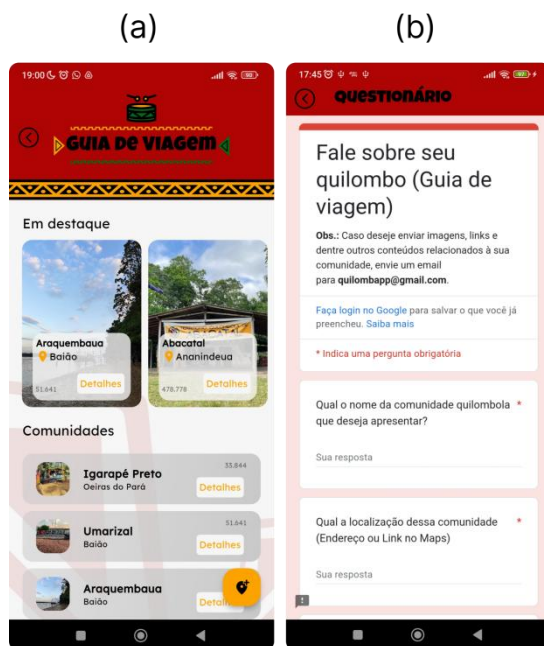 (a)
(b)
19:00
90
GUIA DE VIAGEM
Em destaque
Araquembaua
Baião
51.641
Detalhes
Abacatal
Ananindeua
478.778
Detalhes
Comunidades
Igarapé Preto
Oeiras do Pará
33.844
Detalhes
Umarizal
Baião
51.641
Detalhes
Araquembaua
Baião
17:45
QUESTIONÁRIO
Fale sobre seu
quilombo (Guia de
viagem)
Obs.: Caso deseje enviar imagens, links e
dentre outros conteúdos relacionados à sua
comunidade, envie um email
para quilombapp@gmail.com.
Faça login no Google para salvar o que você já
preencheu. Saiba mais
* Indica uma pergunta obrigatória
Qual o nome da comunidade quilombola *
que deseja apresentar?
Sua resposta
Qual a localização dessa comunidade *
(Endereço ou Link no Maps)
Sua resposta